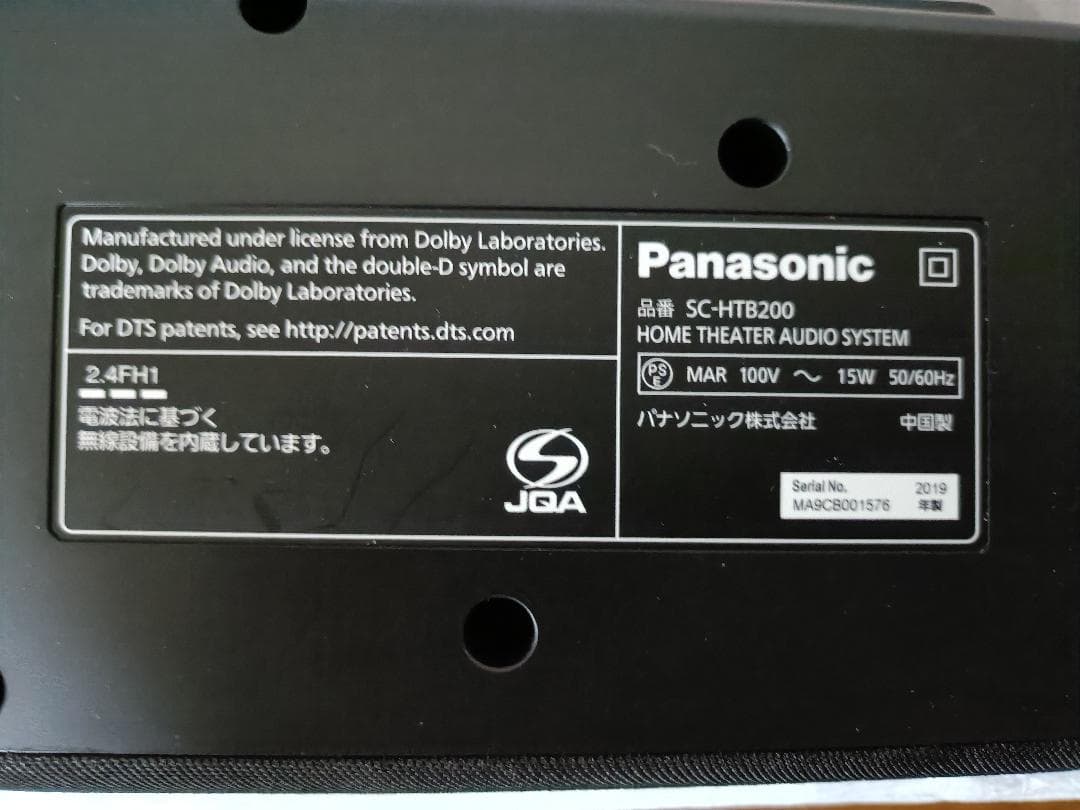 Manufactured under license from Dolby Laboratories.
Dolby, Dolby Audio, and the double-D symbol are
trademarks of Dolby Laboratories.
For DTS patents, see http://patents.dts.com
2.4FH1
電波法に基づく
無線設備を内蔵しています。
JQA
Panasonic
品番 SC-HTB200
HOME THEATER AUDIO SYSTEM
PS E MAR 100V ～ 15W 50/60Hz
パナソニック株式会社 中国製
Serial No. 2019
MA9CB001576 年製